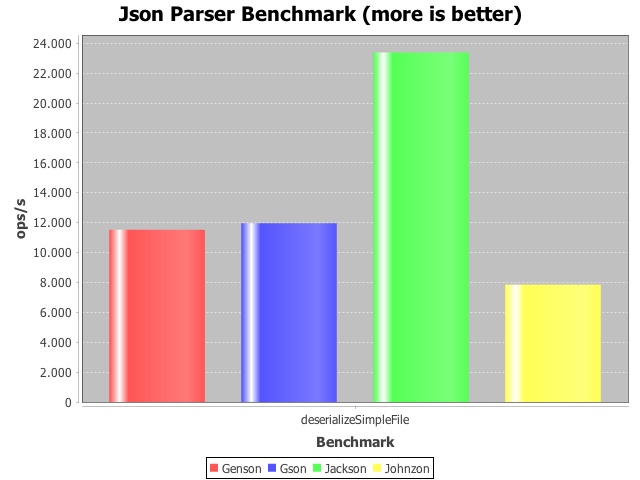 Json Parser Benchmark (more is better)
24.000
22.000
20.000
18.000
16.000
14.000
12.000
10.000
8.000
6.000
4.000
2.000
0
ops/s
deserializeSimpleFile
Benchmark
Genson Gson Jackson Johnzon